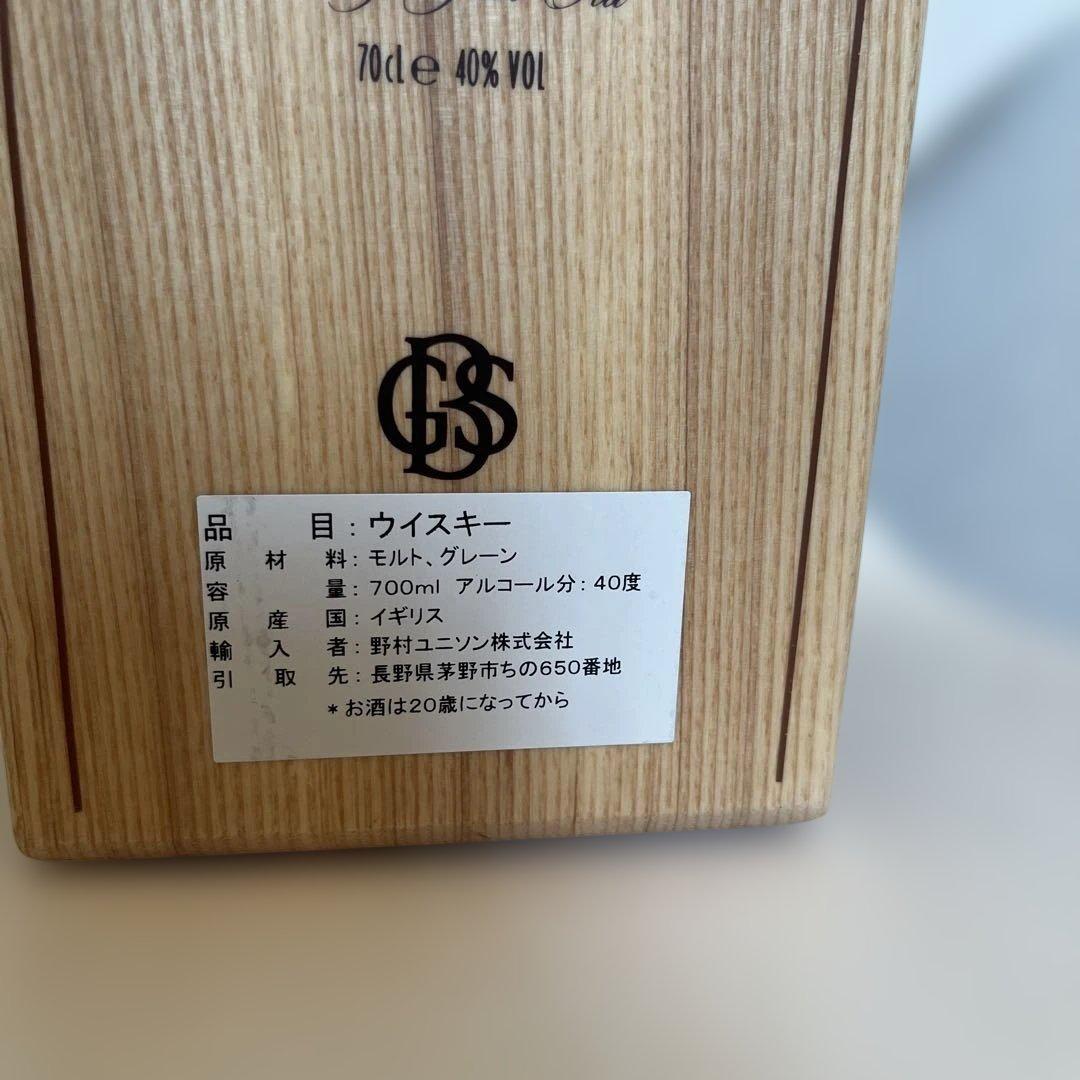 70cl ℮ 40% VOL
品目：ウイスキー
原材料：モルト、グレーン
容量：700ml アルコール分：40度
原産国：イギリス
輸入者：野村ユニソン株式会社
引取先：長野県茅野市ちの650番地
*お酒は20歳になってから